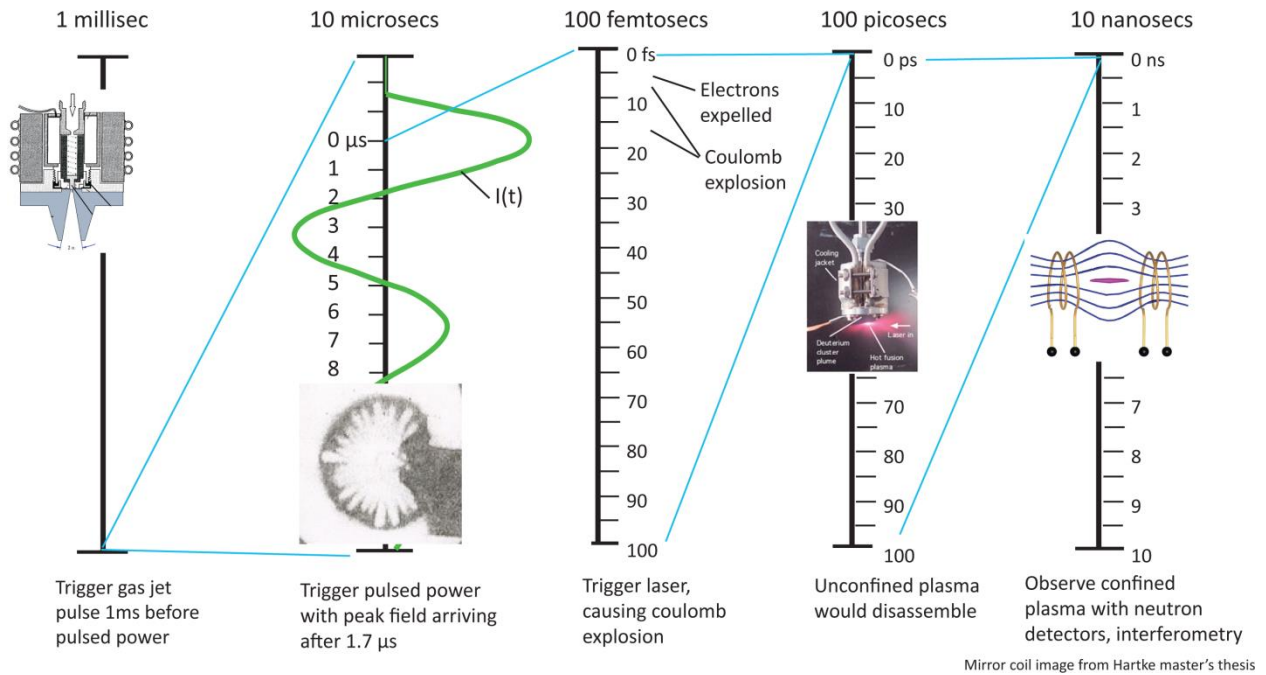 1 millisec
10 microsecs
100 femtosecs
100 picosecs
10 nanosecs
0 μs
1
2
3
4
5
6
7
8
I(t)
0 fs
10
20
30
40
50
60
70
80
90
100
Electrons
expelled
Coulomb
explosion
0 ps
10
20
30
Cooling
jacket
Laser in
Deuterium
cluster
plume
Hot fusion
plasma
70
80
90
100
0 ns
1
2
3
7
8
9
10
Trigger gas jet
pulse 1ms before
pulsed power
Trigger pulsed power
with peak field arriving
after 1.7 μs
Trigger laser,
causing coulomb
explosion
Unconfined plasma
would disassemble
Observe confined
plasma with neutron
detectors, interferometry
Mirror coil image from Hartke master's thesis